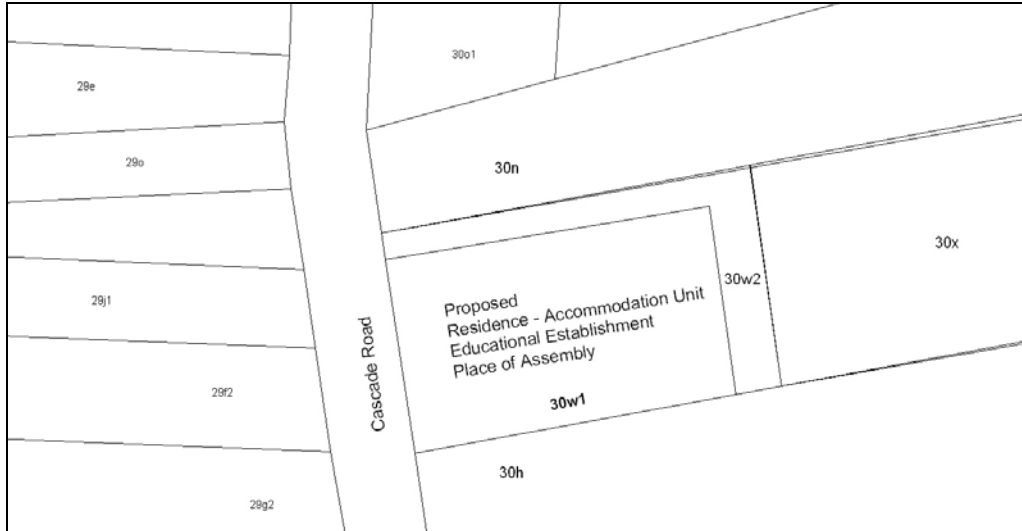 30o1
29e
29o
30n
30x
30w2
29j1
Proposed
Residence - Accommodation Unit
Educational Establishment
Place of Assembly
Cascade Road
29f2
30w1
30h
29g2